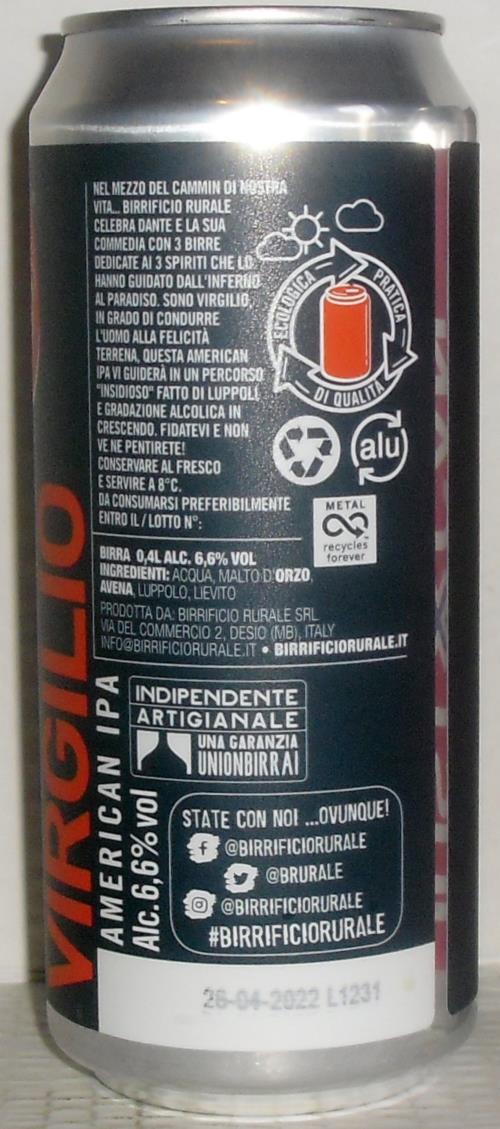 NEL MEZZO DEL CAMMIN DI NOSTRA
VITA... BIRRIFICIO RURALE
CELEBRA DANTE E LA SUA
COMMEDIA CON 3 BIRRE
DEDICATE AI 3 SPIRITI CHE LO
HANNO GUIDATO DALL'INFERNO
AL PARADISO. SONO VIRGILIO,
IN GRADO DI CONDURRE
L'UOMO ALLA FELICITÀ
TERRENA, QUESTA AMERICAN
IPA VI GUIDERÀ IN UN PERCORSO
"INSIDIOSO" FATTO DI LUPPOLI
E GRADAZIONE ALCOLICA IN
CRESCENDO. FIDATEVI E NON
VE NE PENTIRETE!
CONSERVARE AL FRESCO
E SERVIRE A 8°C.
DA CONSUMARSI PREFERIBILMENTE
ENTRO IL / LOTTO N°:
ECOLOGICA
PRATICA
DI QUALITÀ
alu
METAL
recycles
forever
BIRRA 0,4L ALC. 6,6% VOL
INGREDIENTI: ACQUA, MALTO D'ORZO,
AVENA, LUPPOLO, LIEVITO
PRODOTTA DA: BIRRIFICIO RURALE SRL
VIA DEL COMMERCIO 2, DESIO (MB), ITALY
INFO@BIRRIFICIORURALE.IT • BIRRIFICIORURALE.IT
VIRGILIO
AMERICAN IPA
Alc. 6,6% vol
INDIPENDENTE
ARTIGIANALE
UNA GARANZIA
UNIONBIRRAI
STATE CON NOI ...OVUNQUE!
@BIRRIFICIORURALE
@BRURALE
@BIRRIFICIORURALE
#BIRRIFICIORURALE
26-04-2022 L1231